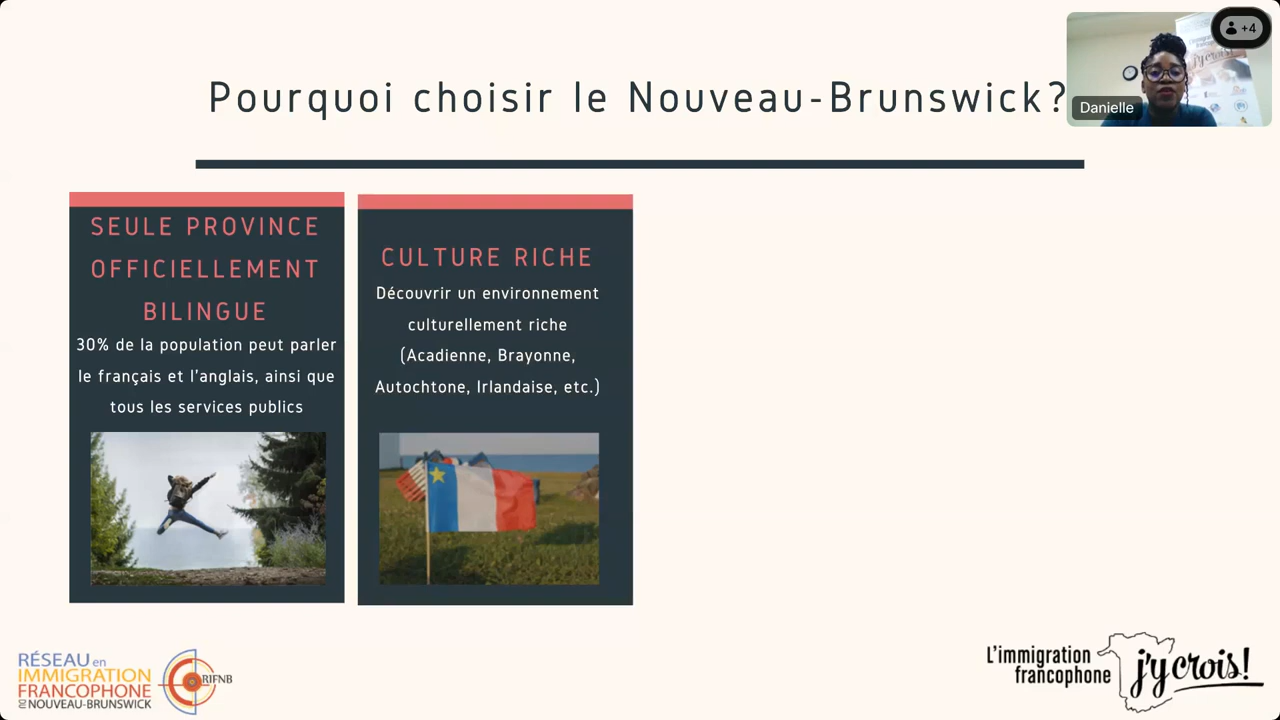 Pourquoi choisir le Nouveau-Brunswick?
+4
Danielle
SEULE PROVINCE
OFFICIELLEMENT
BILINGUE
30% de la population peut parler
le français et l'anglais, ainsi que
tous les services publics
CULTURE RICHE
Découvrir un environnement
culturellement riche
(Acadienne, Brayonne,
Autochtone, Irlandaise, etc.)
RÉSEAU en
IMMIGRATION
FRANCOPHONE
DU NOUVEAU-BRUNSWICK
RIFNB
L'immigration
francophone
j'y crois!